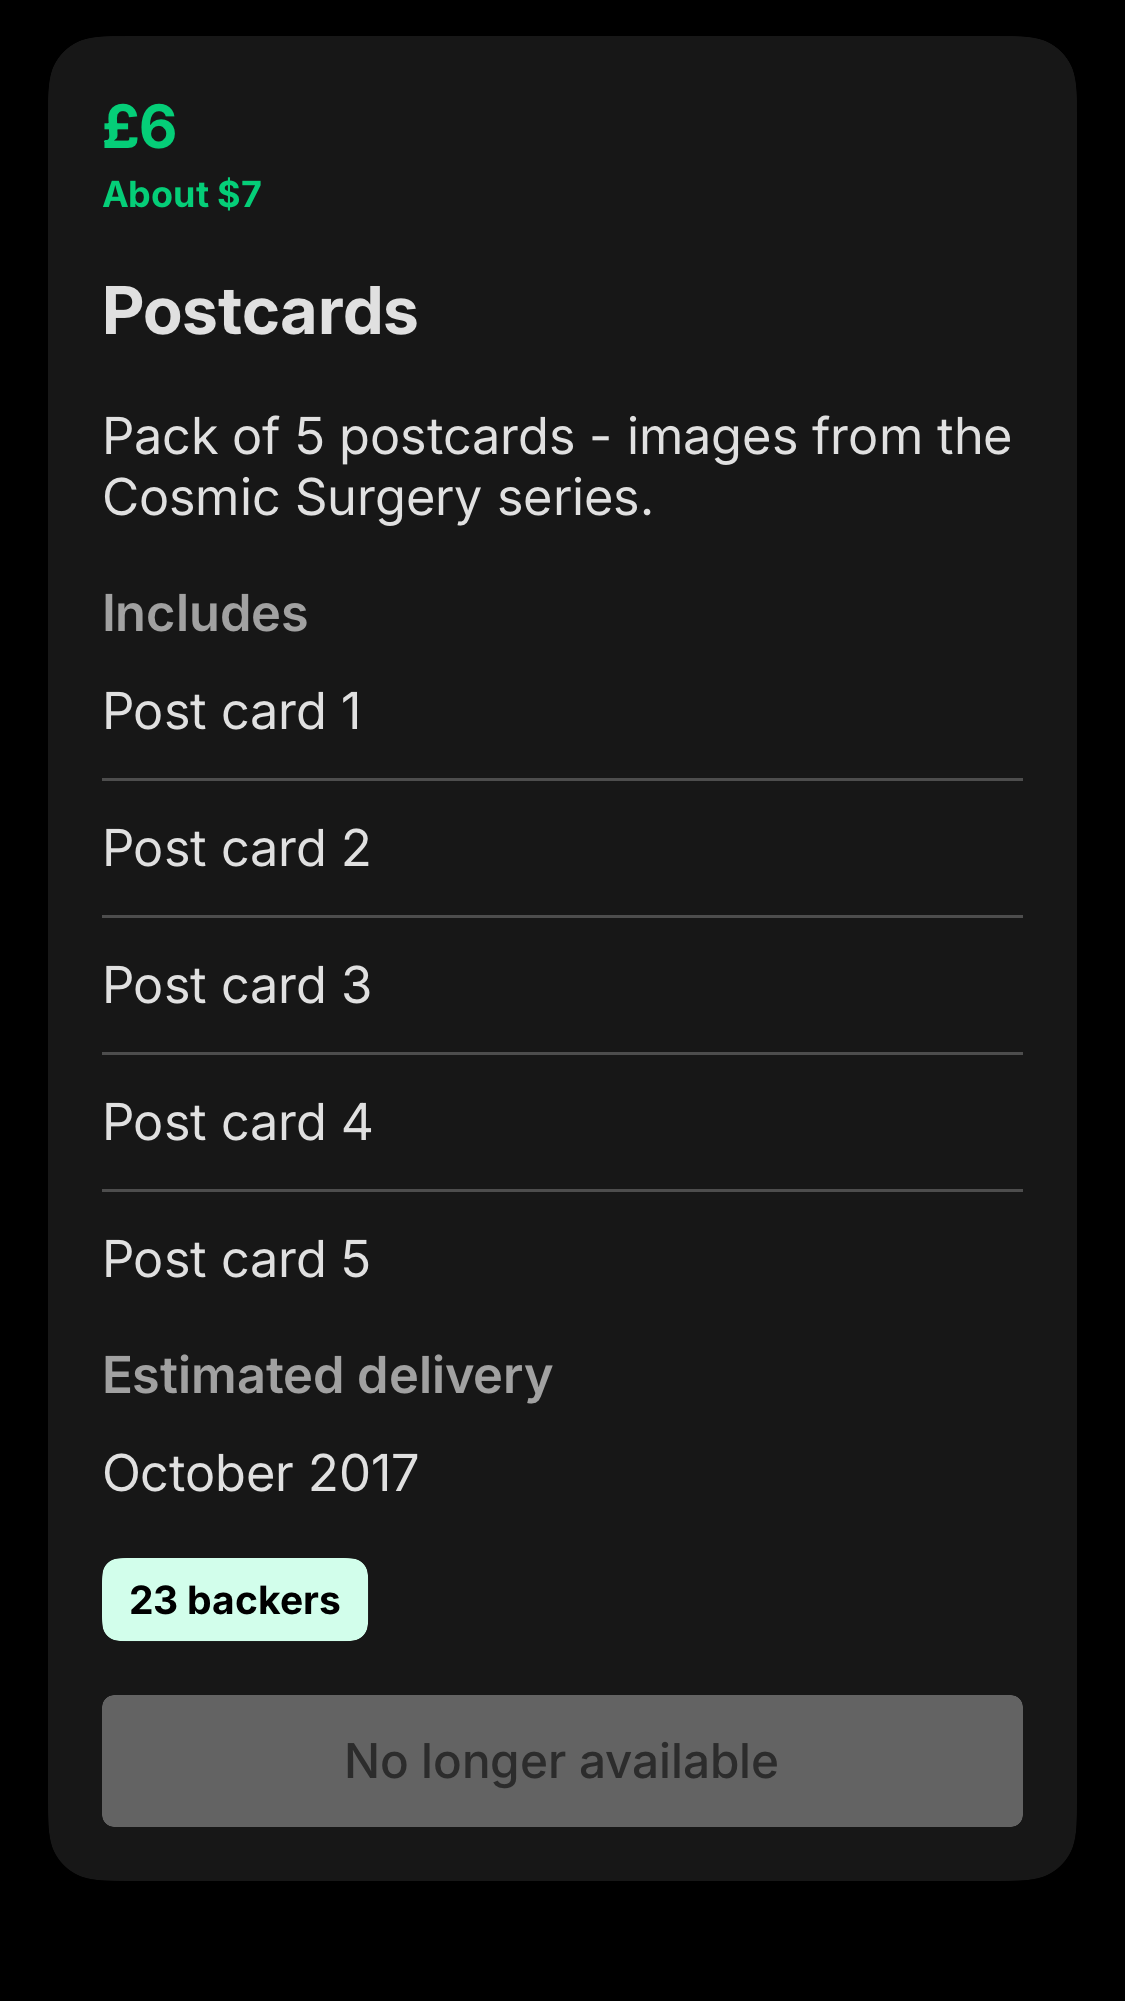 £6
About $7
Postcards
Pack of 5 postcards - images from the
Cosmic Surgery series.
Includes
Post card 1
Post card 2
Post card 3
Post card 4
Post card 5
Estimated delivery
October 2017
23 backers
No longer available